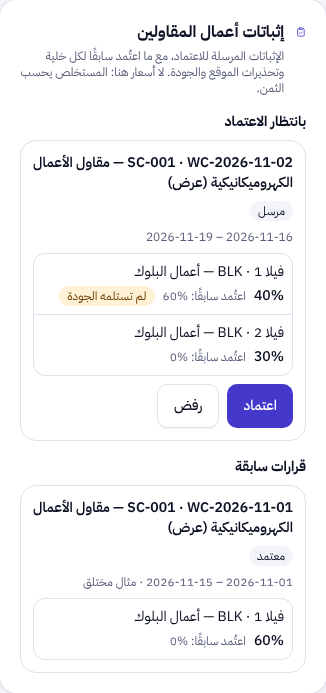 إثباتات أعمال المقاولين
الإثباتات المرسلة للاعتماد، مع ما اعتُمد سابقًا لكل خلية
وتحذيرات الموقع والجودة. لا أسعار هنا: المستخلص يحسب
الثمن.
بانتظار الاعتماد
SC-001 · WC-2026-11-02 — مقاول الأعمال
الكهروميكانيكية (عرض)
مرسل
2026-11-16 – 2026-11-19
فيلا 1 · BLK — أعمال البلوك
40% اعتُمد سابقًا: 60% لم تستلمه الجودة
فيلا 2 · BLK — أعمال البلوك
30% اعتُمد سابقًا: 0%
اعتماد رفض
قرارات سابقة
SC-001 · WC-2026-11-01 — مقاول الأعمال
الكهروميكانيكية (عرض)
معتمد
2026-11-01 – 2026-11-15 · مثال مختلق
فيلا 1 · BLK — أعمال البلوك
60% اعتُمد سابقًا: 0%